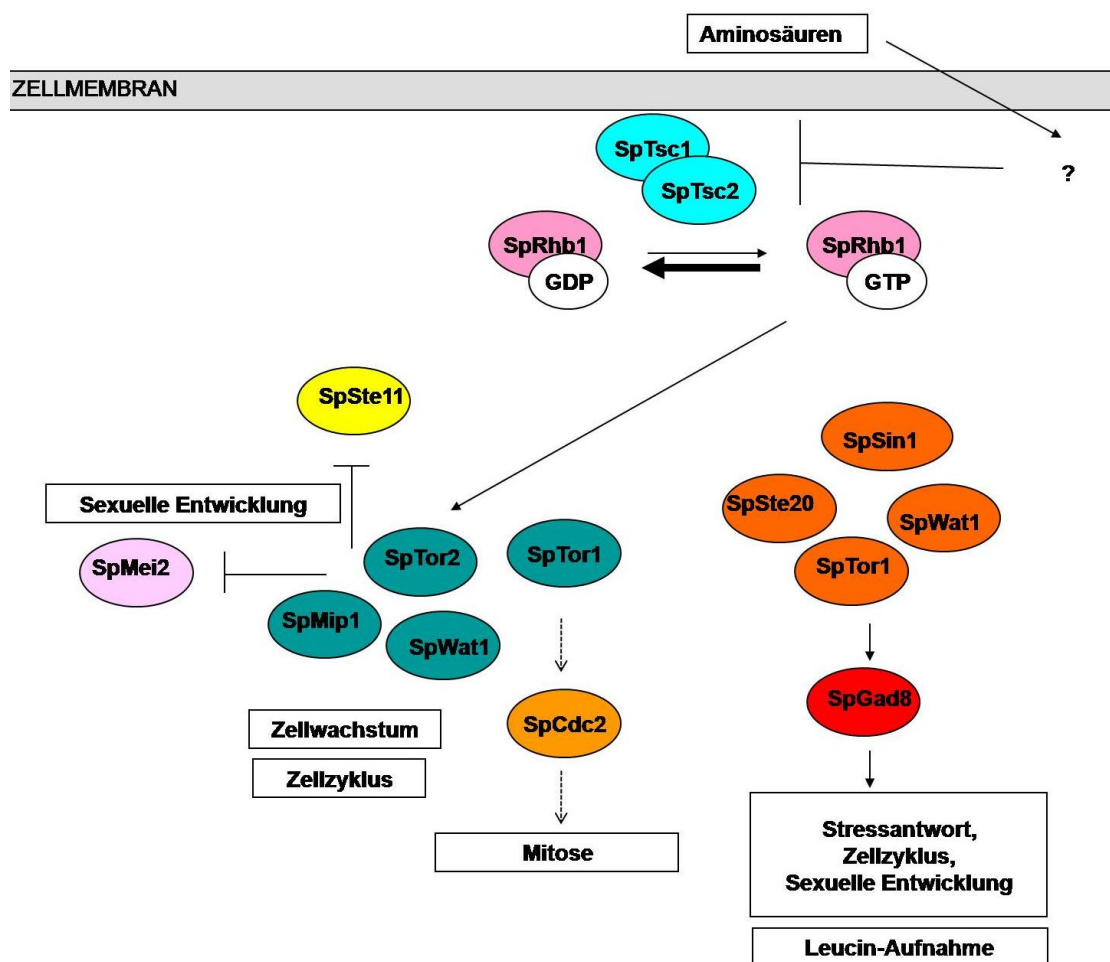 Aminosäuren
ZELLMEMBRAN
SpTsc1
SpTsc2
?
SpRhb1
GDP
SpRhb1
GTP
SpSte11
SpSin1
Sexuelle Entwicklung
SpSte20
SpWat1
SpMei2
SpTor2
SpTor1
SpTor1
SpMip1
SpWat1
Zellwachstum
SpCdc2
SpGad8
Zellzyklus
Mitose
Stressantwort,
Zellzyklus,
Sexuelle Entwicklung
Leucin-Aufnahme